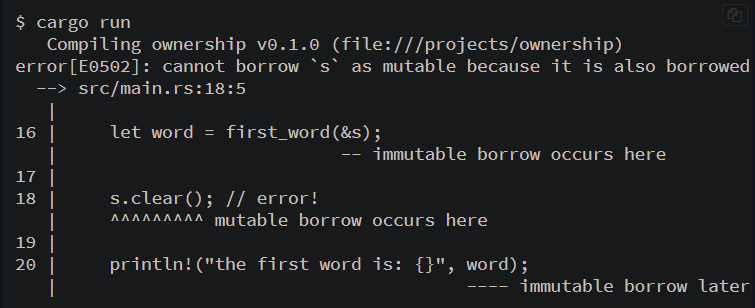 $ cargo run
   Compiling ownership v0.1.0 (file:///projects/ownership)
error[E0502]: cannot borrow `s` as mutable because it is also borrowed
  --> src/main.rs:18:5
   |
16 |     let word = first_word(&s);
   |                           -- immutable borrow occurs here
17 |
18 |     s.clear(); // error!
   |     ^^^^^^^^^ mutable borrow occurs here
19 |
20 |     println!("the first word is: {}", word);
   |                                       ---- immutable borrow later